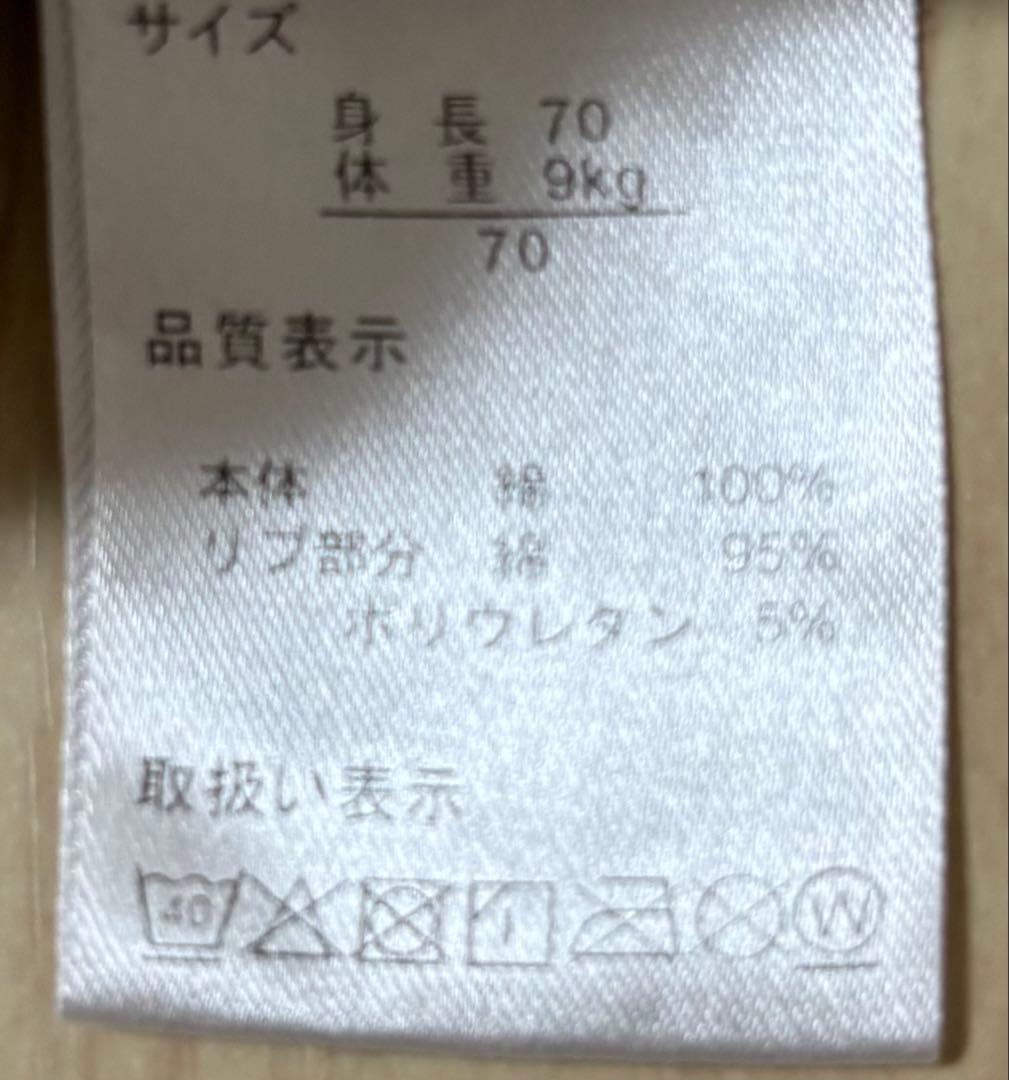 サイズ
身長 70
体重 9kg
70
品質表示
本体 綿 100%
リブ部分 綿 95%
ポリウレタン 5%
取扱い表示
40 W